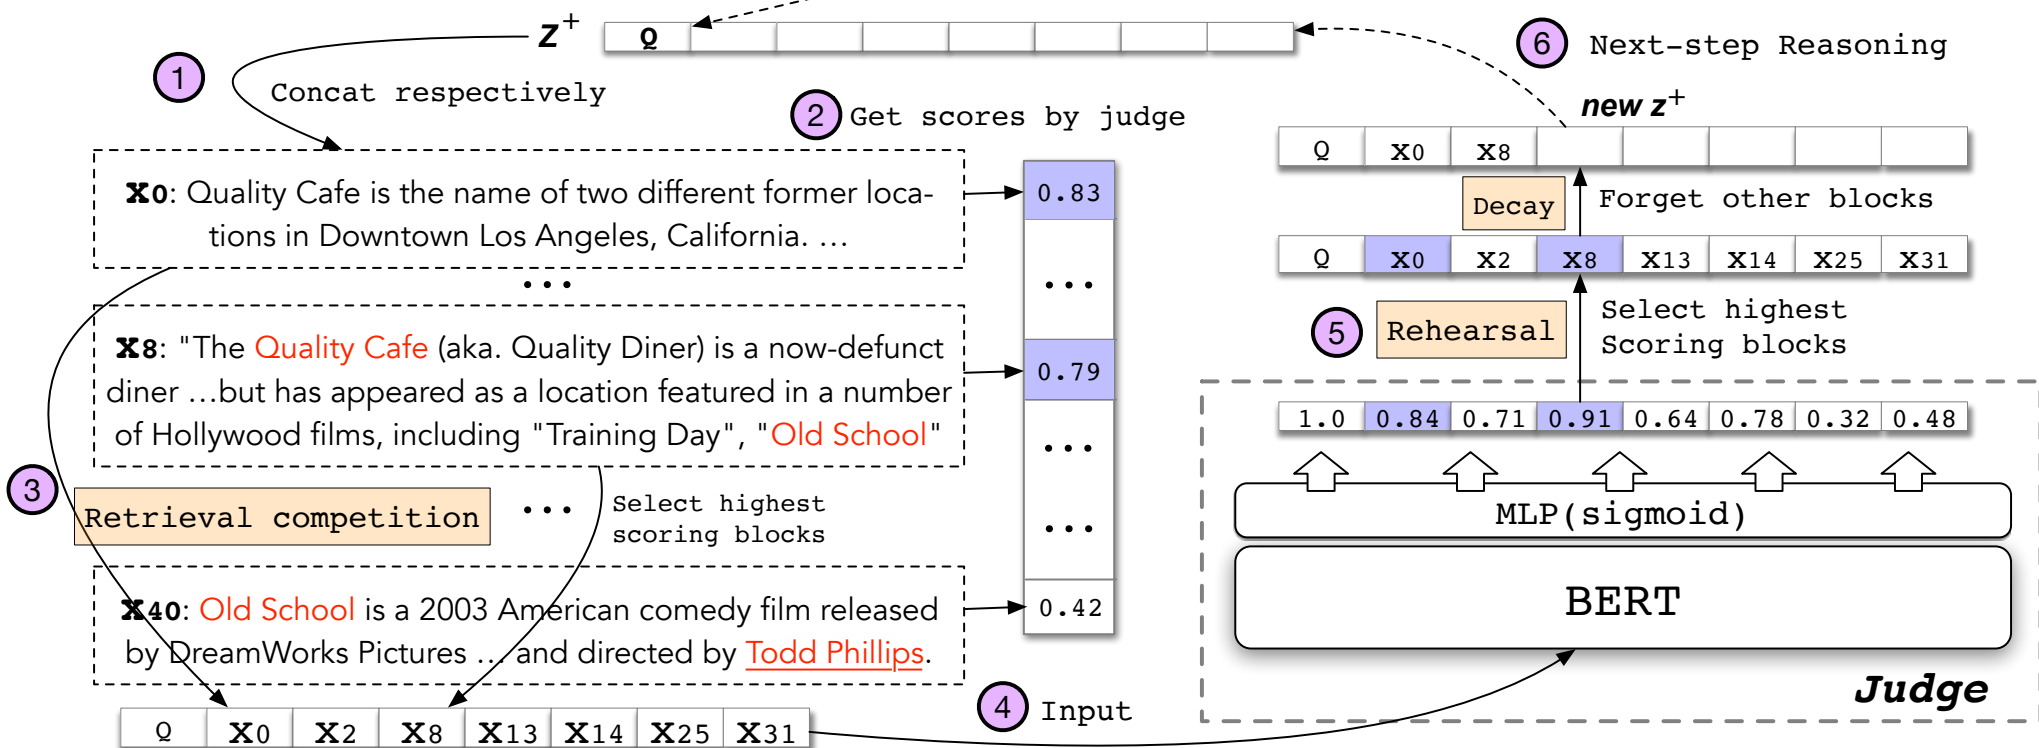 z+
Q
1
Concat respectively
2
Get scores by judge
x0: Quality Cafe is the name of two different former loca-
tions in Downtown Los Angeles, California. ...
0.83
...
...
x8: "The Quality Cafe (aka. Quality Diner) is a now-defunct
diner ...but has appeared as a location featured in a number
of Hollywood films, including "Training Day", "Old School"
0.79
...
3
Retrieval competition
...
Select highest
scoring blocks
...
x40: Old School is a 2003 American comedy film released
by DreamWorks Pictures ... and directed by Todd Phillips.
0.42
Q x0 x2 x8 x13 x14 x25 x31
4
Input
6
Next-step Reasoning
new z+
Q x0 x8
Decay
Forget other blocks
Q x0 x2 x8 x13 x14 x25 x31
5
Rehearsal
Select highest
Scoring blocks
1.0 0.84 0.71 0.91 0.64 0.78 0.32 0.48
MLP(sigmoid)
BERT
Judge